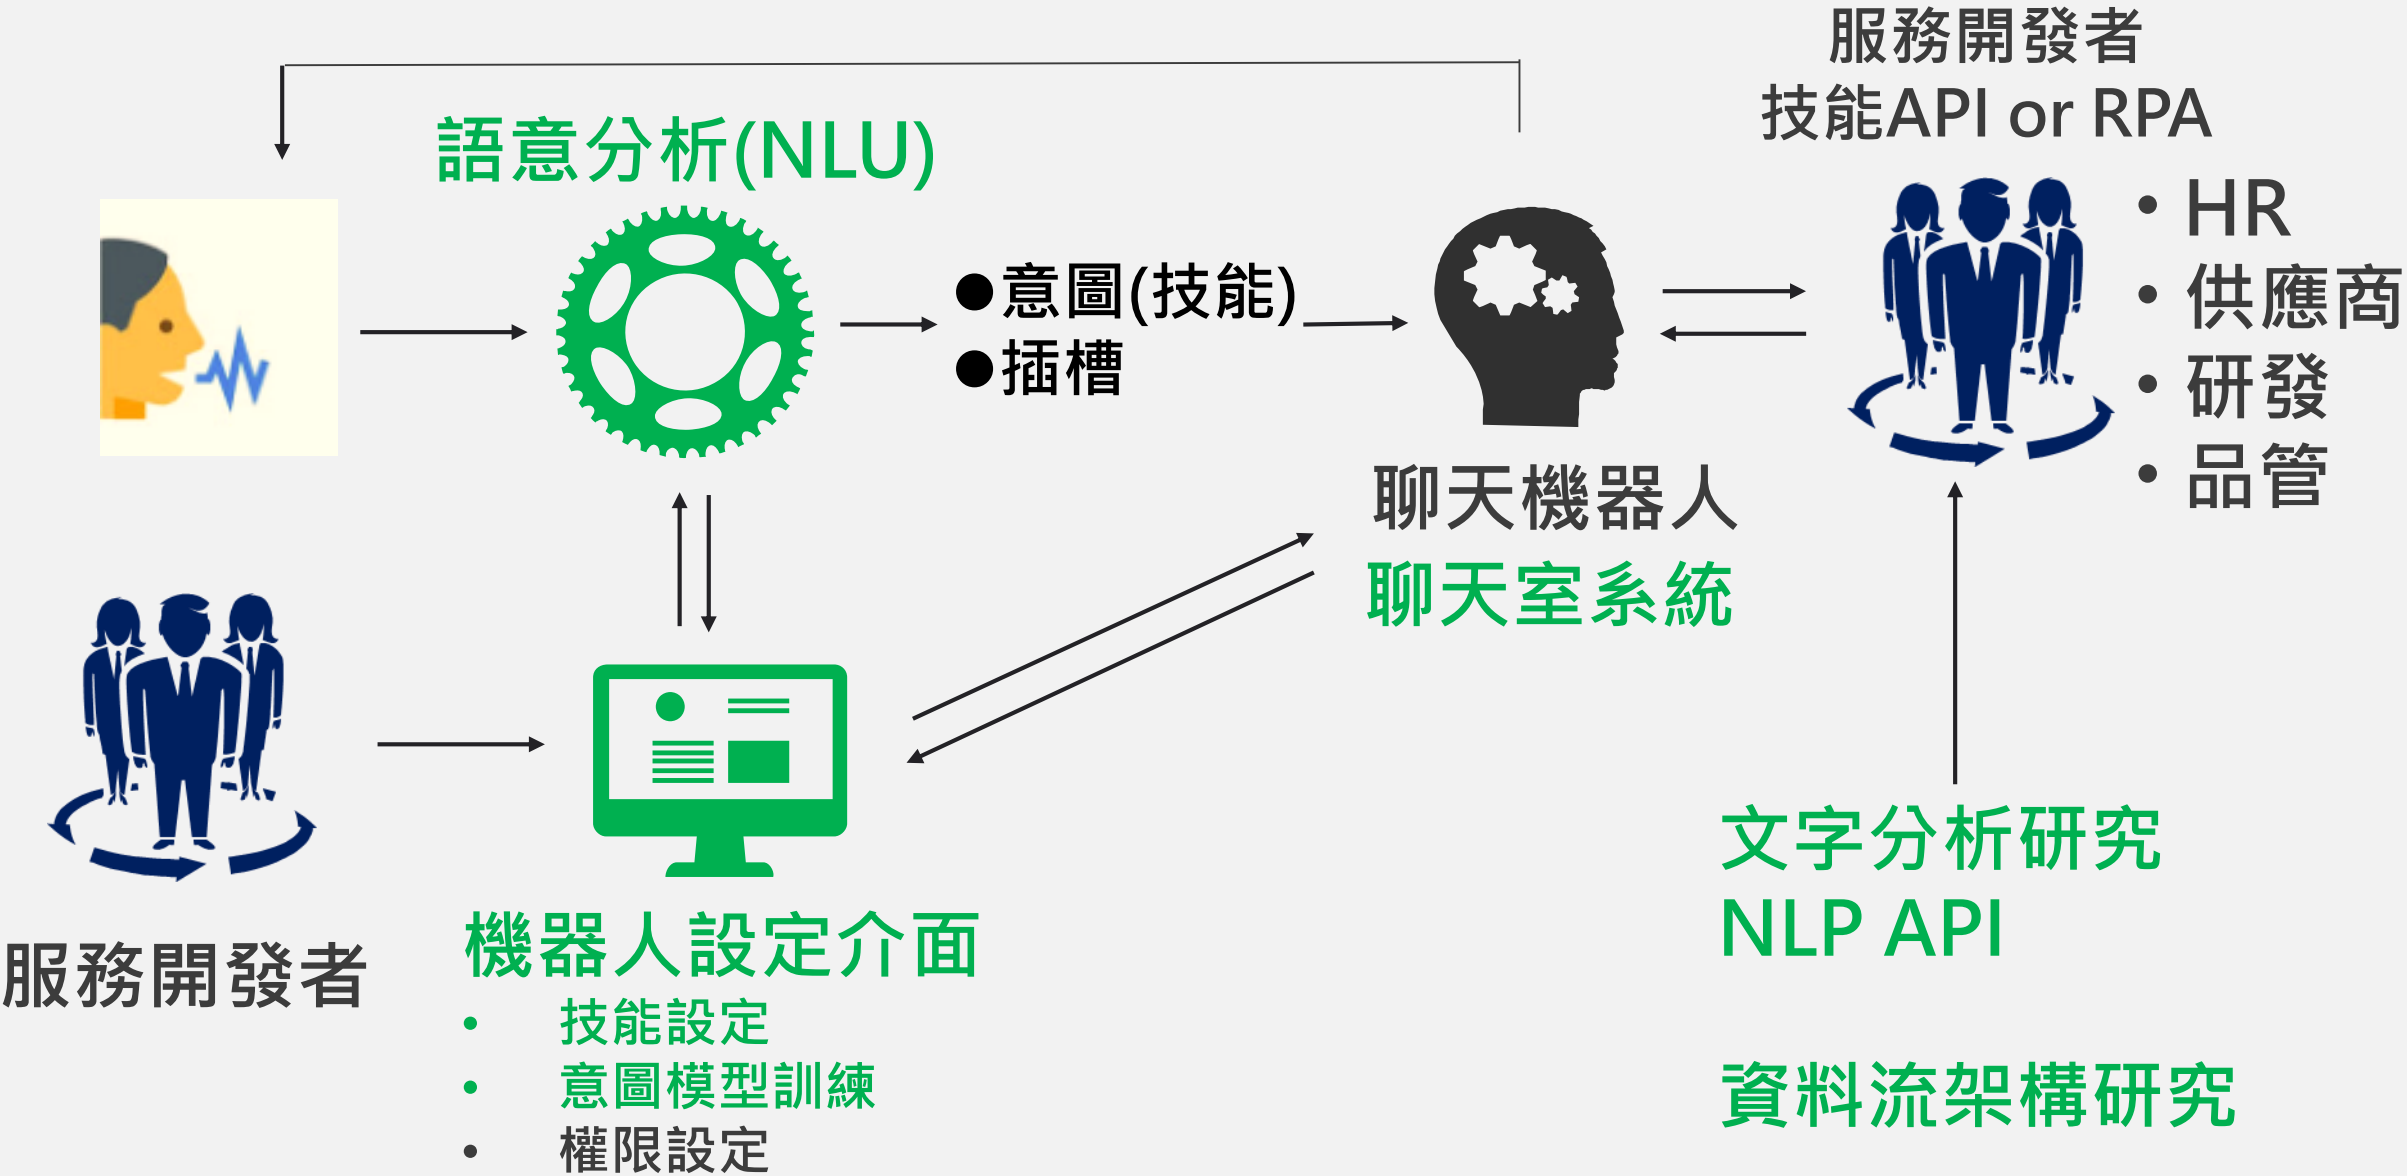 服務開發者
技能API or RPA
語意分析(NLU)
• HR
• 供應商
• 研發
• 品管
●意圖(技能)
●插槽
聊天機器人
聊天室系統
服務開發者
機器人設定介面
• 技能設定
• 意圖模型訓練
• 權限設定
文字分析研究
NLP API
資料流架構研究